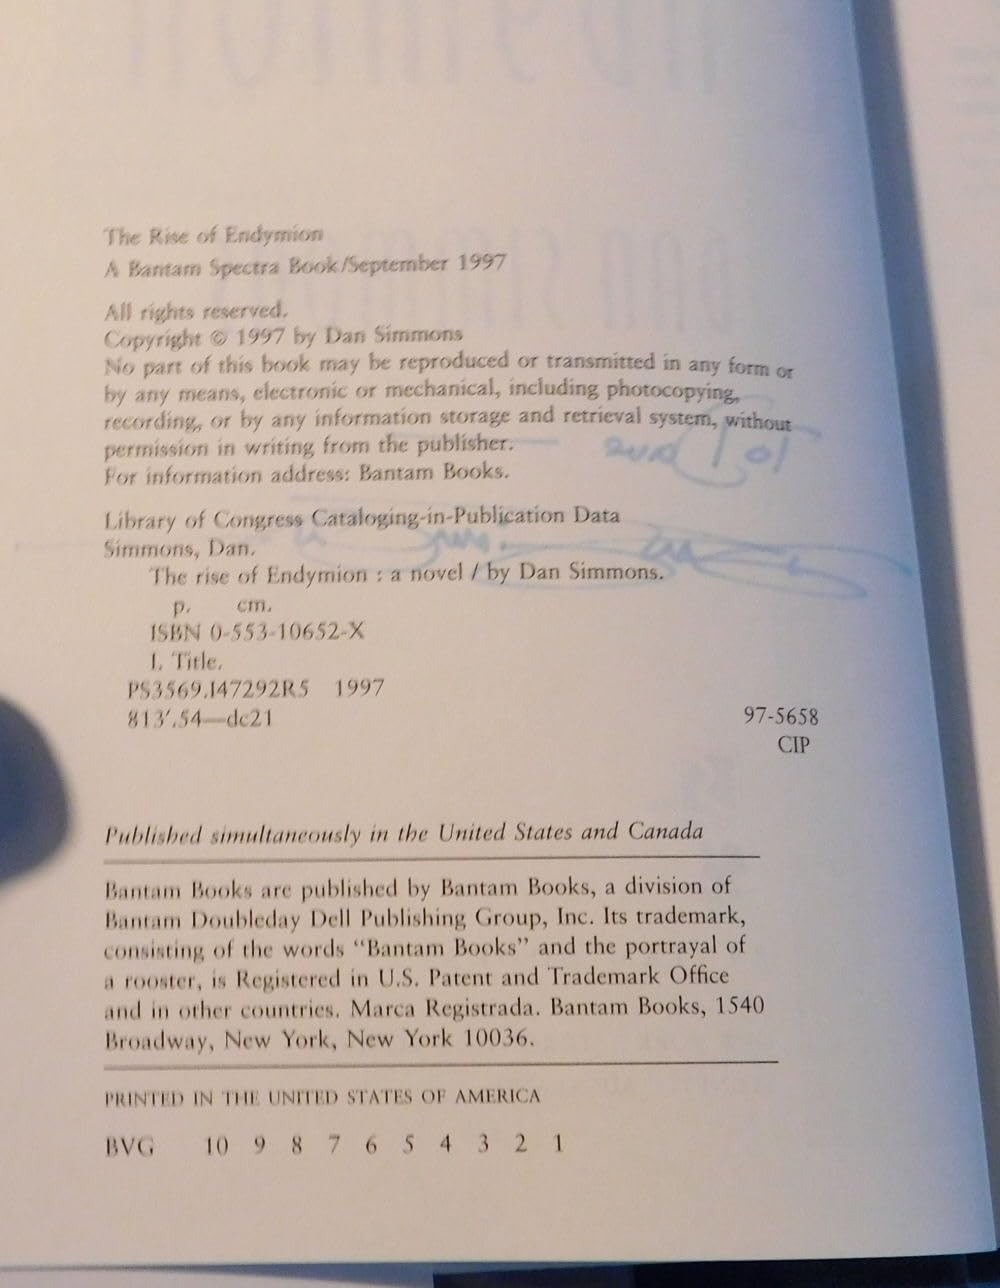 The Rise of Endymion
A Bantam Spectra Book/September 1997
All rights reserved.
Copyright © 1997 by Dan Simmons
No part of this book may be reproduced or transmitted in any form or
by any means, electronic or mechanical, including photocopying,
recording, or by any information storage and retrieval system, without
permission in writing from the publisher.
For information address: Bantam Books.
Library of Congress Cataloging-in-Publication Data
Simmons, Dan.
The rise of Endymion : a novel / by Dan Simmons.
p. cm.
ISBN 0-553-10652-X
I. Title.
PS3569.I47292R5 1997
813'.54—dc21
97-5658
CIP
Published simultaneously in the United States and Canada
Bantam Books are published by Bantam Books, a division of
Bantam Doubleday Dell Publishing Group, Inc. Its trademark,
consisting of the words “Bantam Books” and the portrayal of
a rooster, is Registered in U.S. Patent and Trademark Office
and in other countries. Marca Registrada. Bantam Books, 1540
Broadway, New York, New York 10036.
PRINTED IN THE UNITED STATES OF AMERICA
BVG 10 9 8 7 6 5 4 3 2 1